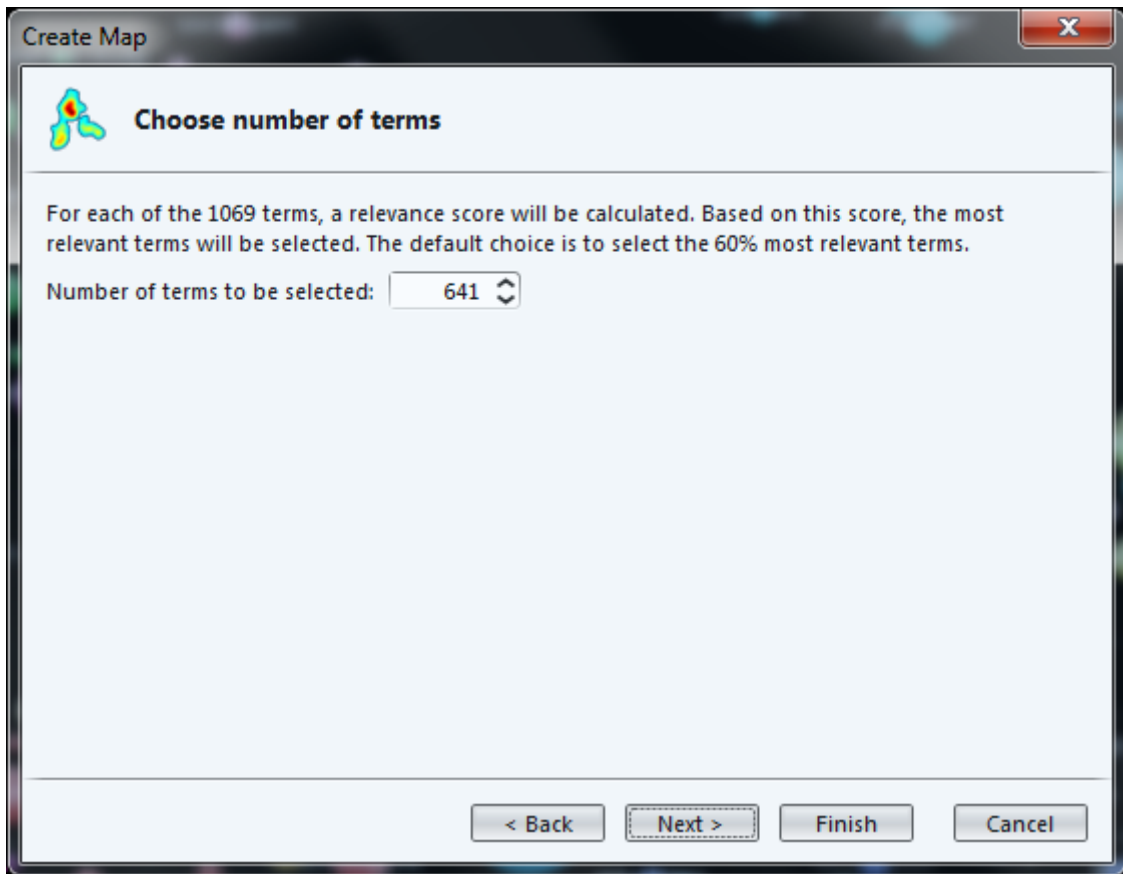 Create Map
X
Choose number of terms
For each of the 1069 terms, a relevance score will be calculated. Based on this score, the most
relevant terms will be selected. The default choice is to select the 60% most relevant terms.
Number of terms to be selected: 641
< Back Next > Finish Cancel